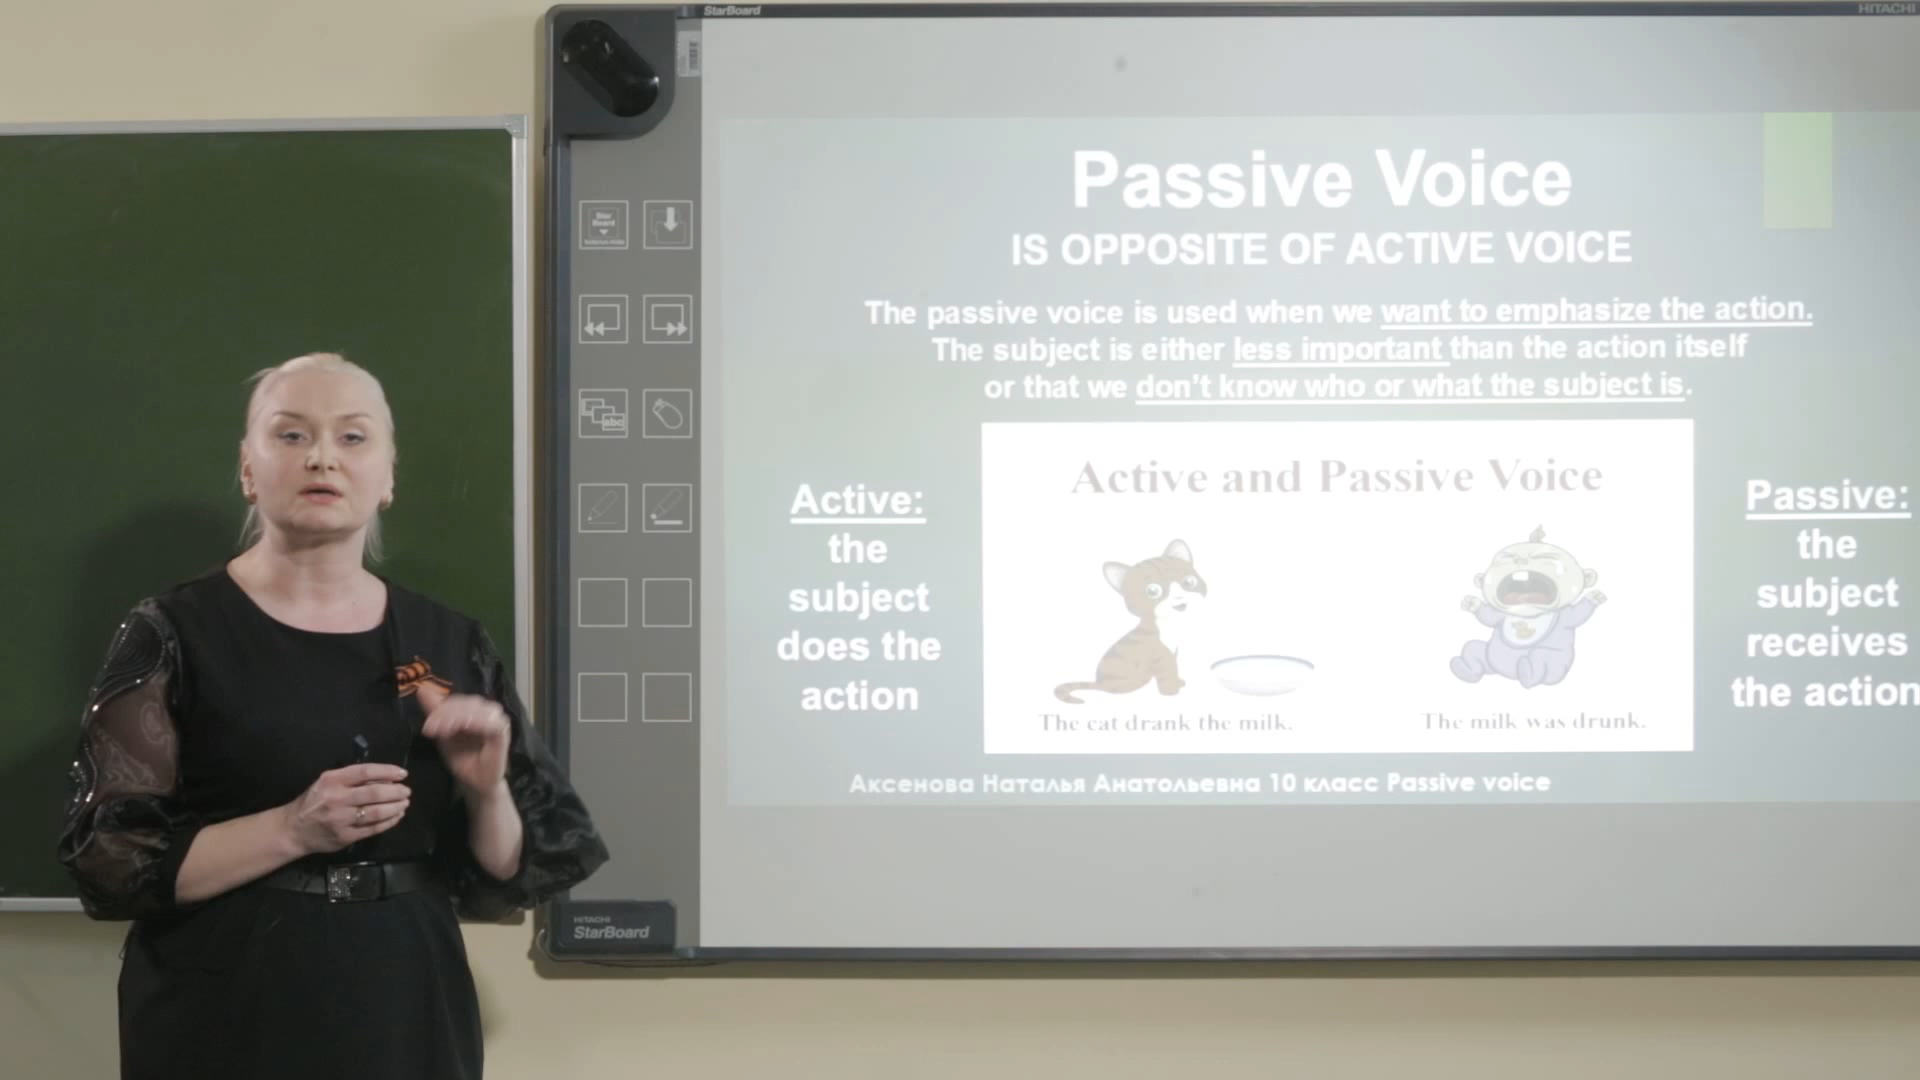 StarBoard
HITACHI
Star
Board
abc
Passive Voice
IS OPPOSITE OF ACTIVE VOICE
The passive voice is used when we want to emphasize the action.
The subject is either less important than the action itself
or that we don't know who or what the subject is.
Active:
the
subject
does the
action
Active and Passive Voice
The cat drank the milk.
The milk was drunk.
Passive:
the
subject
receives
the action
Аксенова Наталья Анатольевна 10 класс Passive voice
HITACHI
StarBoard